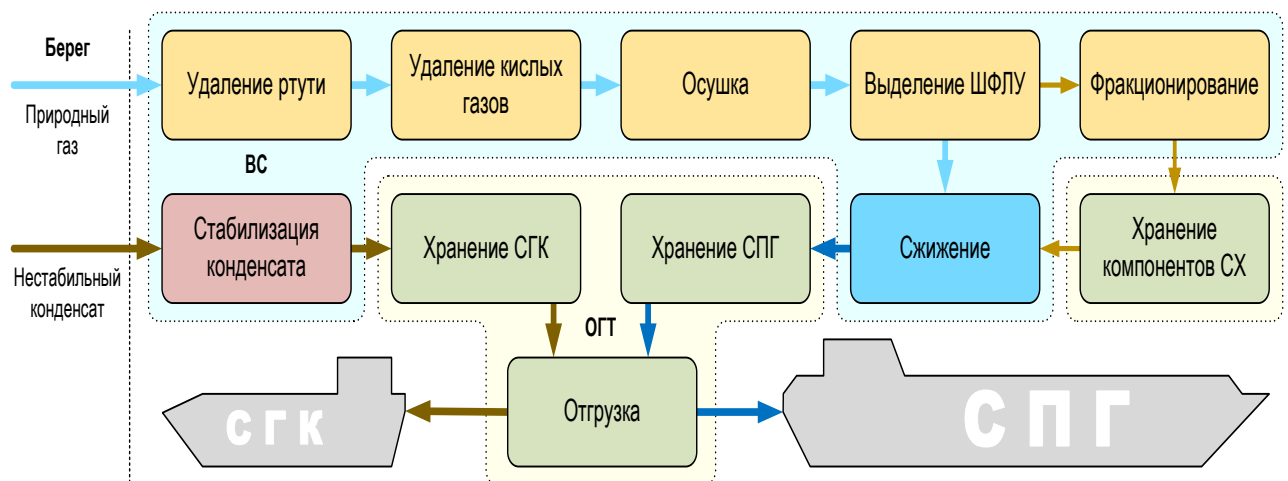 Берег
Природный
газ
Удаление ртути
Удаление кислых
газов
Осушка
Выделение ШФЛУ
Фракционирование
ВС
Нестабильный
конденсат
Стабилизация
конденсата
Хранение СГК
Хранение СПГ
Сжижение
Хранение
компонентов СХ
ОГТ
Отгрузка
СГК
СПГ